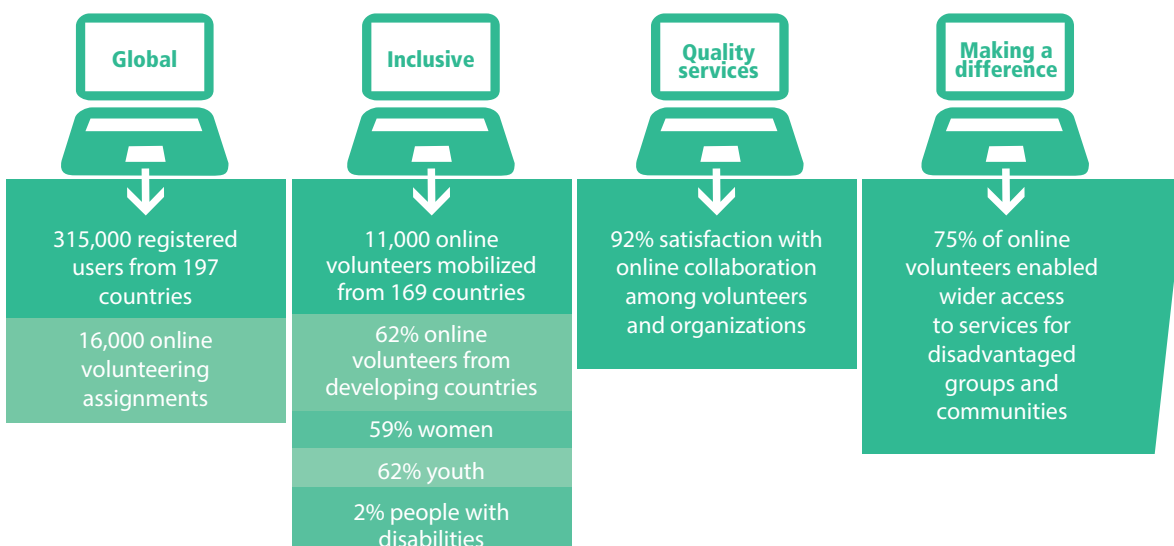 Global
315,000 registered
users from 197
countries
16,000 online
volunteering
assignments
Inclusive
11,000 online
volunteers mobilized
from 169 countries
62% online
volunteers from
developing countries
59% women
62% youth
2% people with
disabilities
Quality
services
92% satisfaction with
online collaboration
among volunteers
and organizations
Making a
difference
75% of online
volunteers enabled
wider access
to services for
disadvantaged
groups and
communities